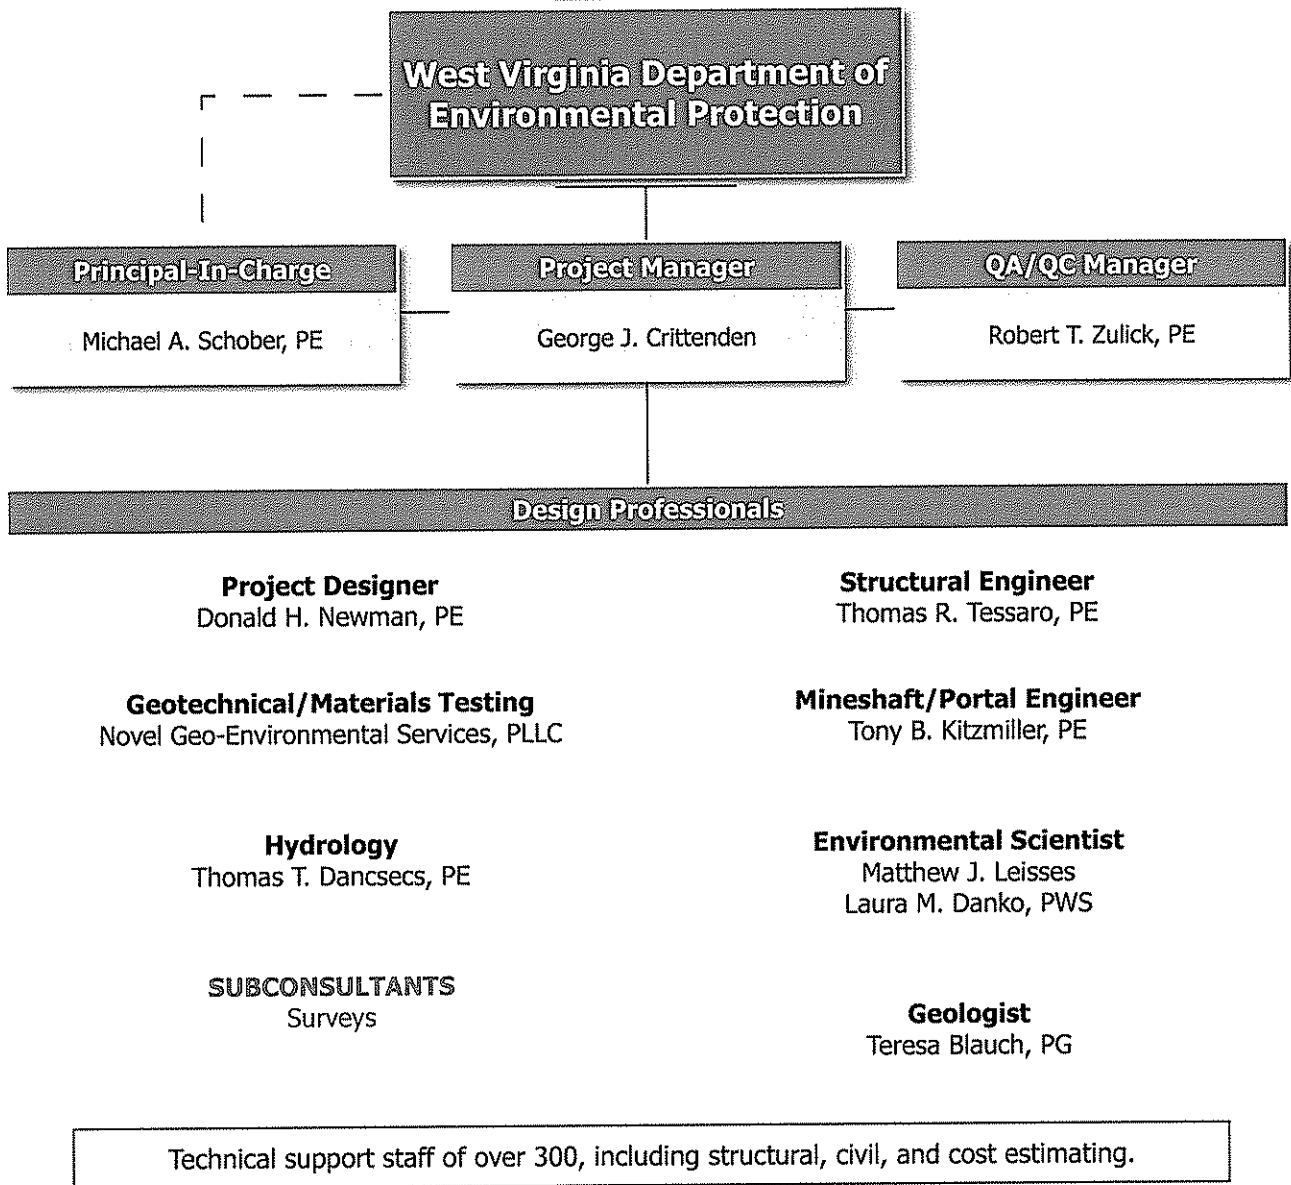 West Virginia Department of
Environmental Protection
Principal-In-Charge
Michael A. Schober, PE
Project Manager
George J. Crittenden
QA/QC Manager
Robert T. Zulick, PE
Design Professionals
Project Designer
Donald H. Newman, PE
Structural Engineer
Thomas R. Tessaro, PE
Geotechnical/Materials Testing
Novel Geo-Environmental Services, PLLC
Mineshaft/Portal Engineer
Tony B. Kitzmiller, PE
Hydrology
Thomas T. Dancsecs, PE
Environmental Scientist
Matthew J. Leisses
Laura M. Danko, PWS
SUBCONSULTANTS
Surveys
Geologist
Teresa Blauch, PG
Technical support staff of over 300, including structural, civil, and cost estimating.